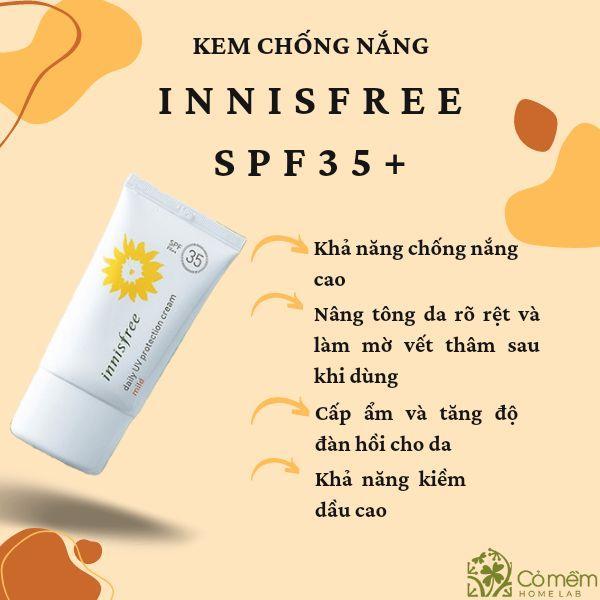 KEM CHỐNG NẮNG
INNISFREE
SPF35+
SPF
PA++
35
innisfree
daily UV protection cream
mild
Khả năng chống nắng
cao
Nâng tông da rõ rệt và
làm mờ vết thâm sau
khi dùng
Cấp ẩm và tăng độ
đàn hồi cho da
Khả năng kiềm
dầu cao
Cỏ mềm
HOME LAB